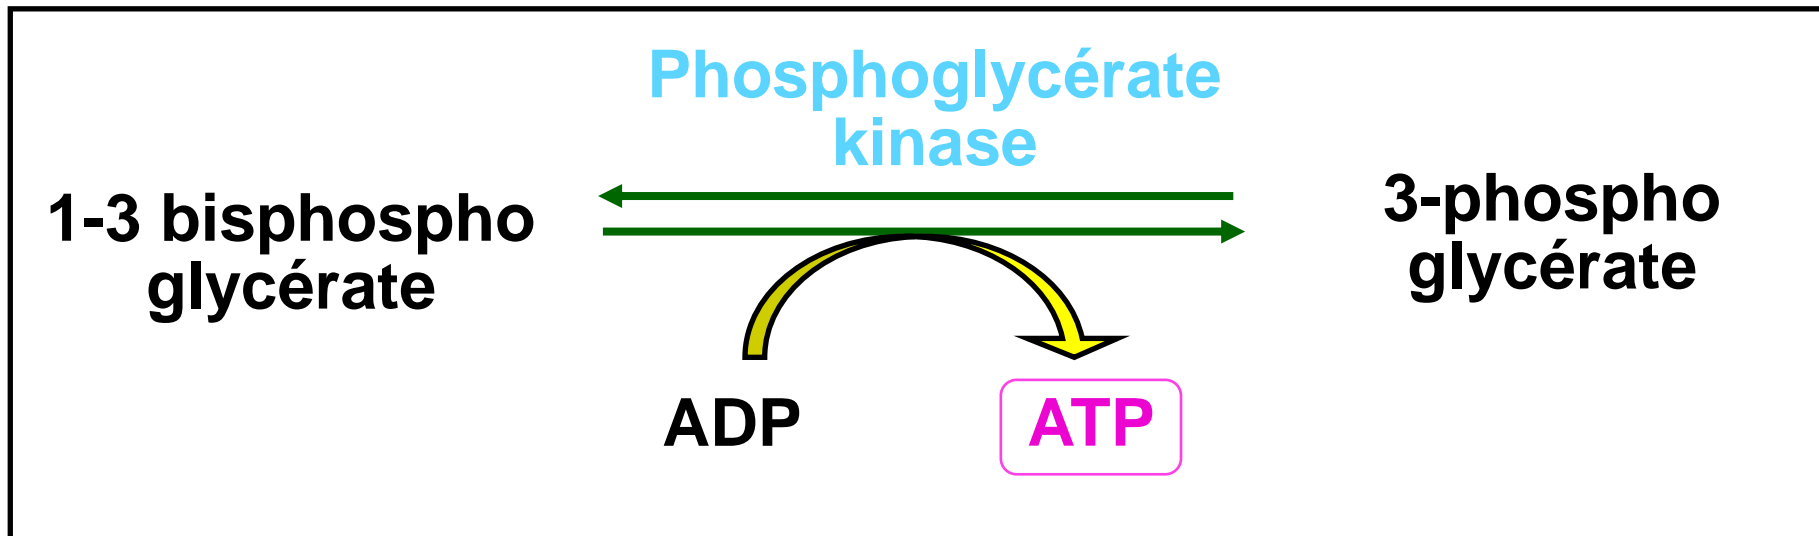 Phosphoglycérate
kinase
1-3 bisphospho
glycérate
3-phospho
glycérate
ADP
ATP